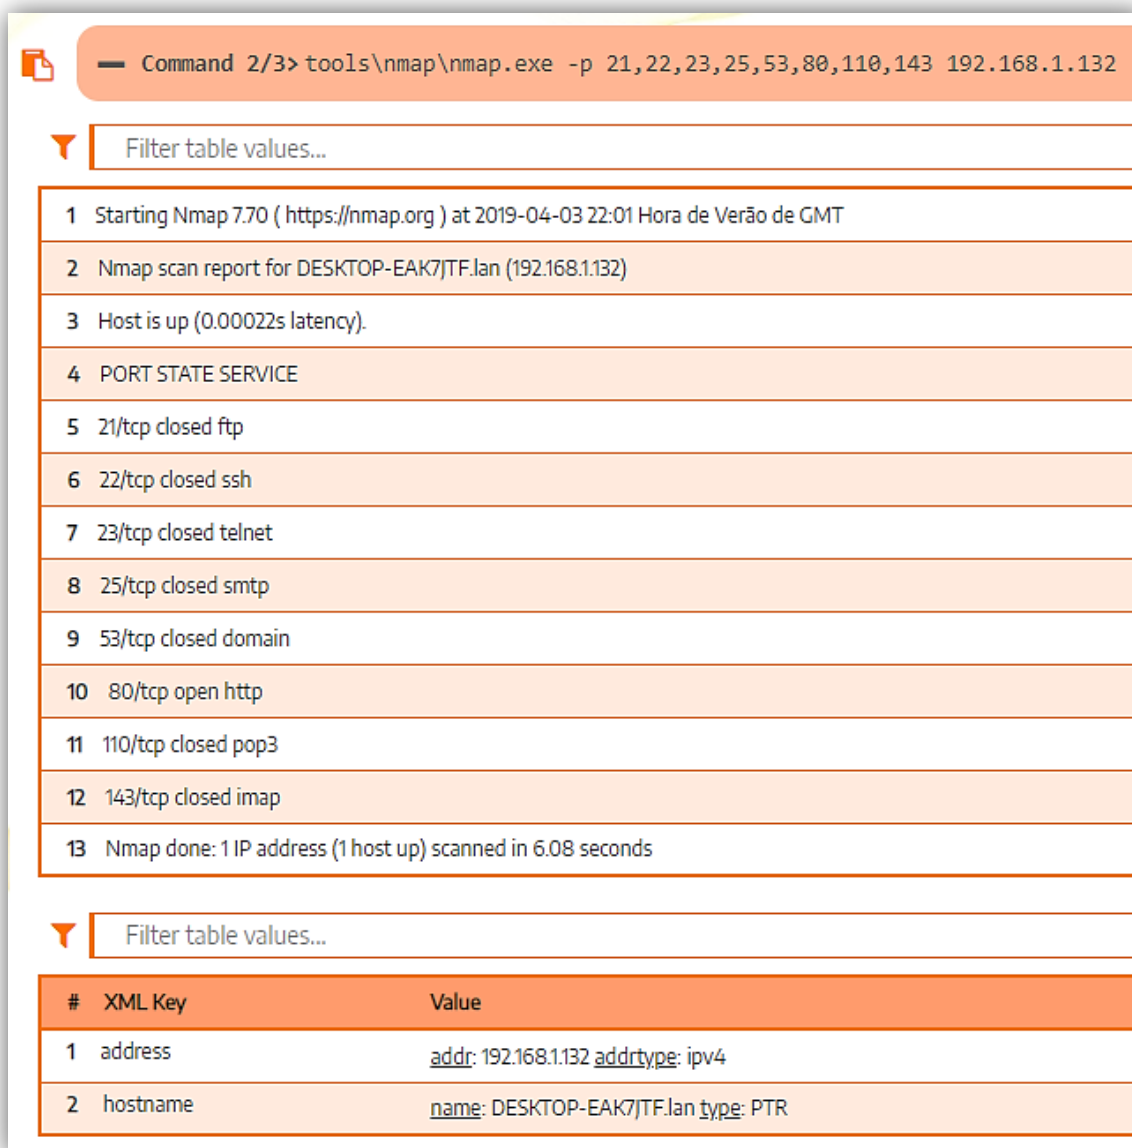 Command 2/3> tools\nmap\nmap.exe -p 21,22,23,25,53,80,110,143 192.168.1.132
Filter table values...
1 Starting Nmap 7.70 ( https://nmap.org ) at 2019-04-03 22:01 Hora de Verão de GMT
2 Nmap scan report for DESKTOP-EAK7JTF.lan (192.168.1.132)
3 Host is up (0.00022s latency).
4 PORT STATE SERVICE
5 21/tcp closed ftp
6 22/tcp closed ssh
7 23/tcp closed telnet
8 25/tcp closed smtp
9 53/tcp closed domain
10 80/tcp open http
11 110/tcp closed pop3
12 143/tcp closed imap
13 Nmap done: 1 IP address (1 host up) scanned in 6.08 seconds
Filter table values...
# XML Key Value
1 address addr: 192.168.1.132 addrtype: ipv4
2 hostname name: DESKTOP-EAK7JTF.lan type: PTR